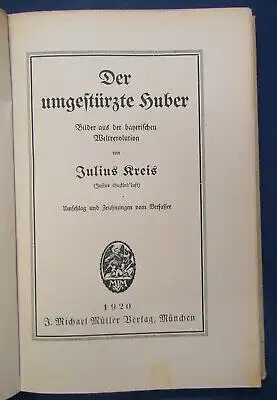 Der
umgestürzte Huber
Bilder aus der bayerischen
Weltrevolution
von
Julius Kreis
Umschlag und Zeichnungen vom Verfasser
MJM
1920
J. Michael Müller Verlag, München